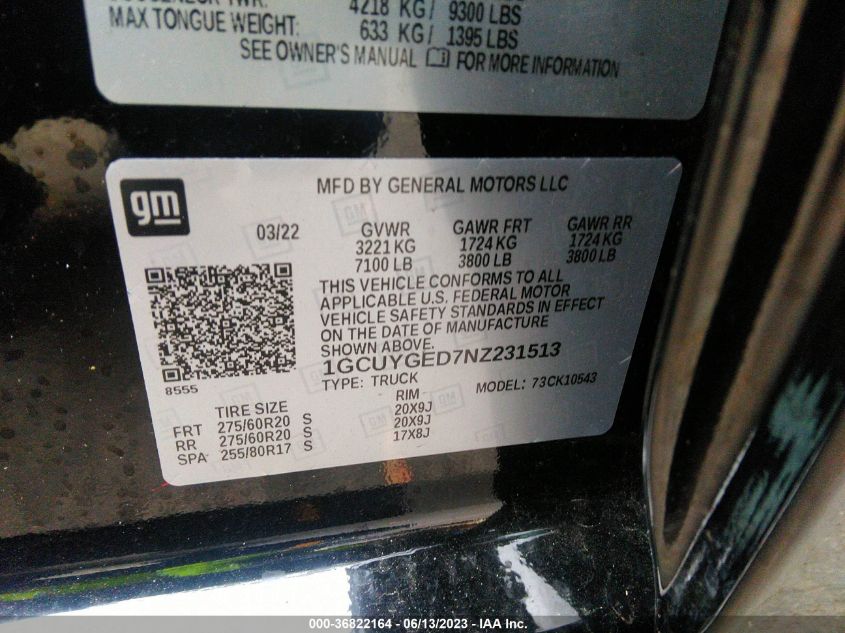 4218 KG/ 9300 LBS
MAX TONGUE WEIGHT: 633 KG/ 1395 LBS
SEE OWNER'S MANUAL FOR MORE INFORMATION
gm
MFD BY GENERAL MOTORS LLC
03/22 GVWR GAWR FRT GAWR RR
3221 KG 1724 KG 1724 KG
7100 LB 3800 LB 3800 LB
THIS VEHICLE CONFORMS TO ALL
APPLICABLE U.S. FEDERAL MOTOR
VEHICLE SAFETY STANDARDS IN EFFECT
ON THE DATE OF MANUFACTURE
SHOWN ABOVE.
1GCUYGED7NZ231513
8555
TYPE: TRUCK MODEL: 73CK10543
TIRE SIZE RIM
FRT 275/60R20 S 20X9J
RR 275/60R20 S 20X9J
SPA 255/80R17 S 17X8J
000-36822164 - 06/13/2023 - U.S. - IAA